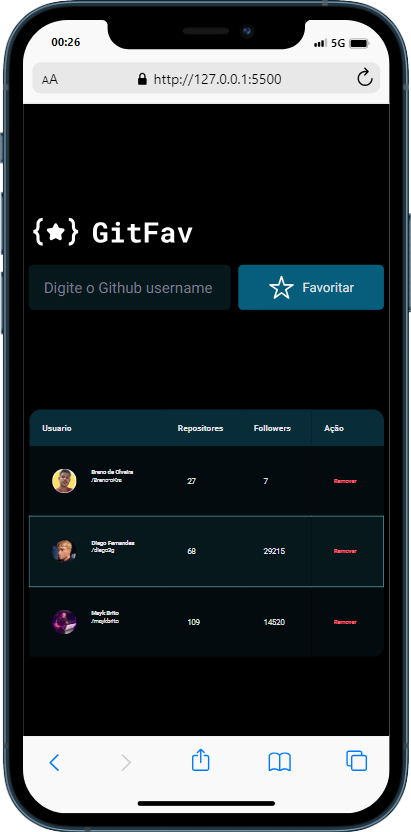 00:26
5G
AA
http://127.0.0.1:5500
{★} GitFav
Digite o Github username
Favoritar
Usuario Repositores Followers Ação
Breno de Oliveira
27 7 Remover
Diego Fernandes
/diego3g
68 29215 Remover
Mayk Brito
/maykbrito
109 14520 Remover